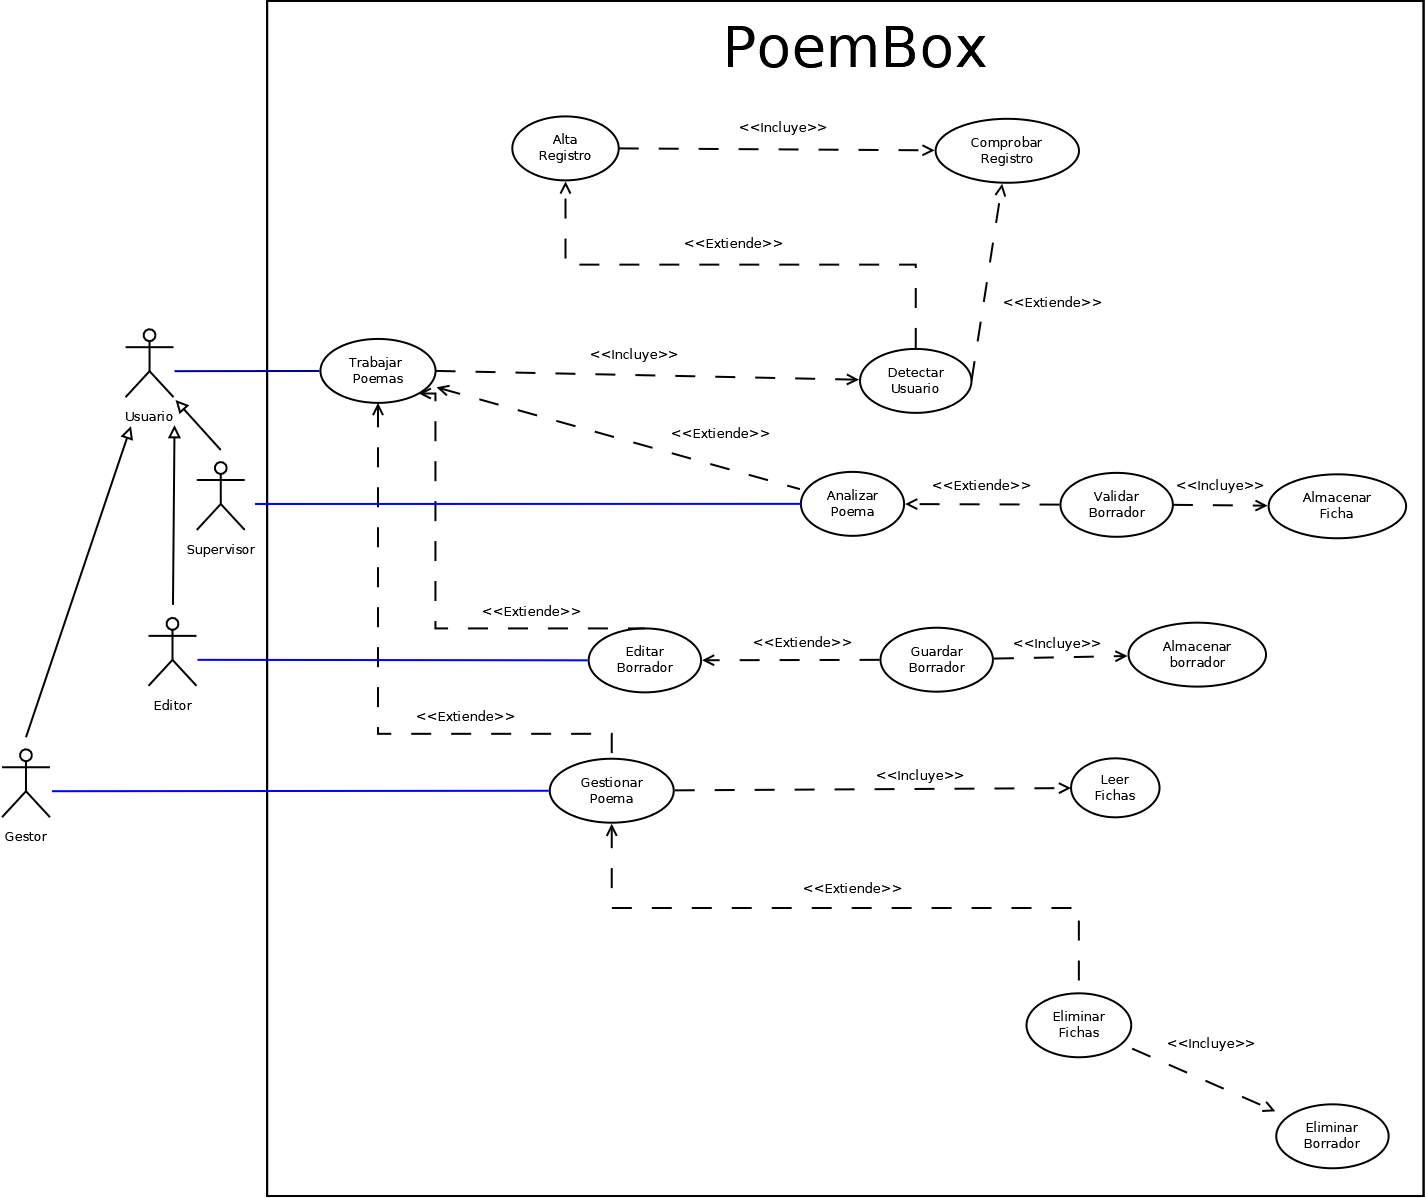 PoemBox
Alta
Registro
<<Incluye>>
Comprobar
Registro
<<Extiende>>
<<Extiende>>
Usuario
Trabajar
Poemas
<<Incluye>>
Detectar
Usuario
<<Extiende>>
Supervisor
Analizar
Poema
<<Extiende>>
Validar
Borrador
<<Incluye>>
Almacenar
Ficha
<<Extiende>>
Editor
Editar
Borrador
<<Extiende>>
Guardar
Borrador
<<Incluye>>
Almacenar
borrador
<<Extiende>>
Gestor
Gestionar
Poema
<<Incluye>>
Leer
Fichas
<<Extiende>>
Eliminar
Fichas
<<Incluye>>
Eliminar
Borrador